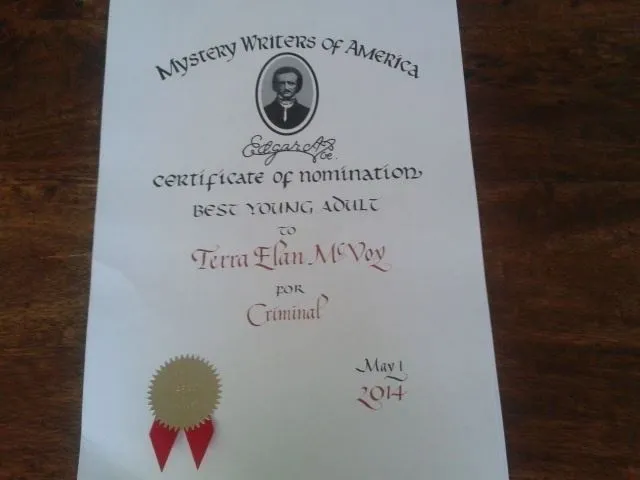 Mystery Writers of America
Edgar A. Poe.
certificate of nomination
BEST YOUNG ADULT
to
Terra Elan McVoy
for
Criminal
May 1
2014